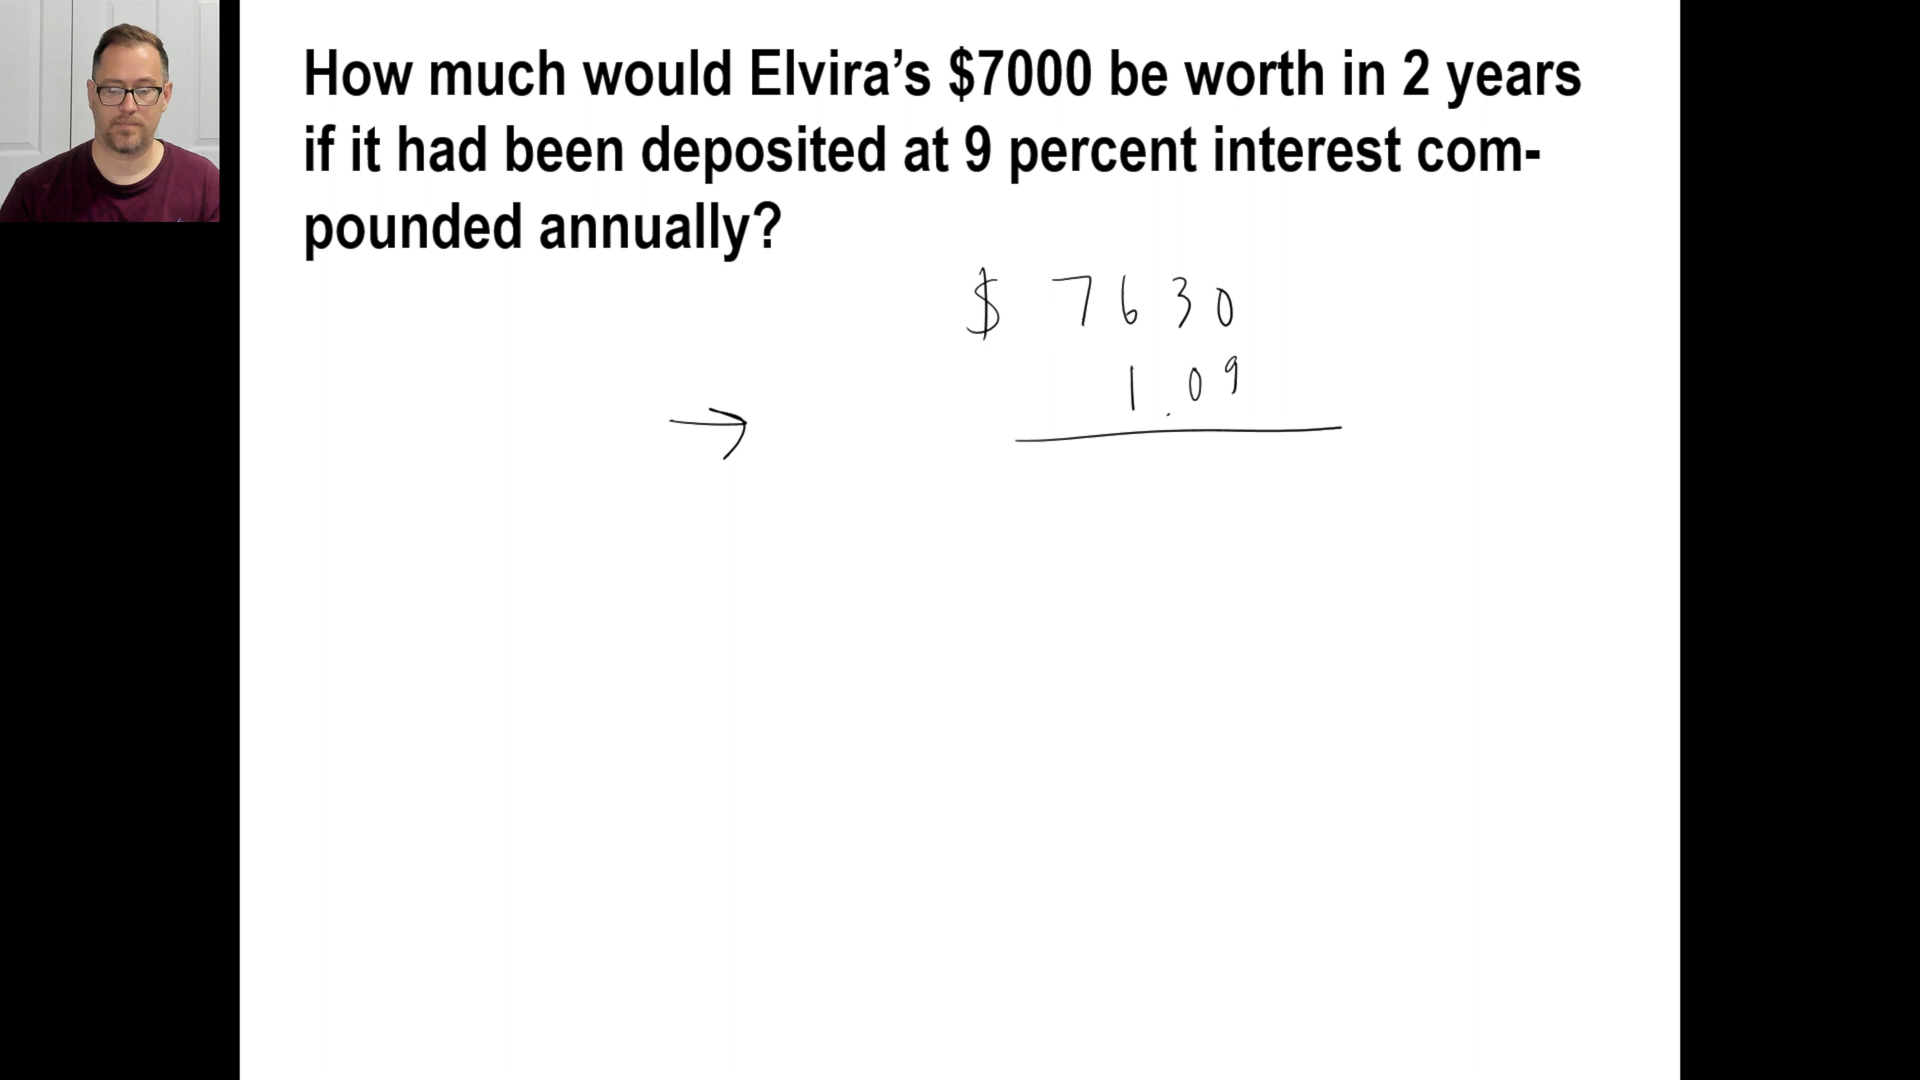 How much would Elvira’s $7000 be worth in 2 years
if it had been deposited at 9 percent interest com-
pounded annually?
$ 7630
1.09